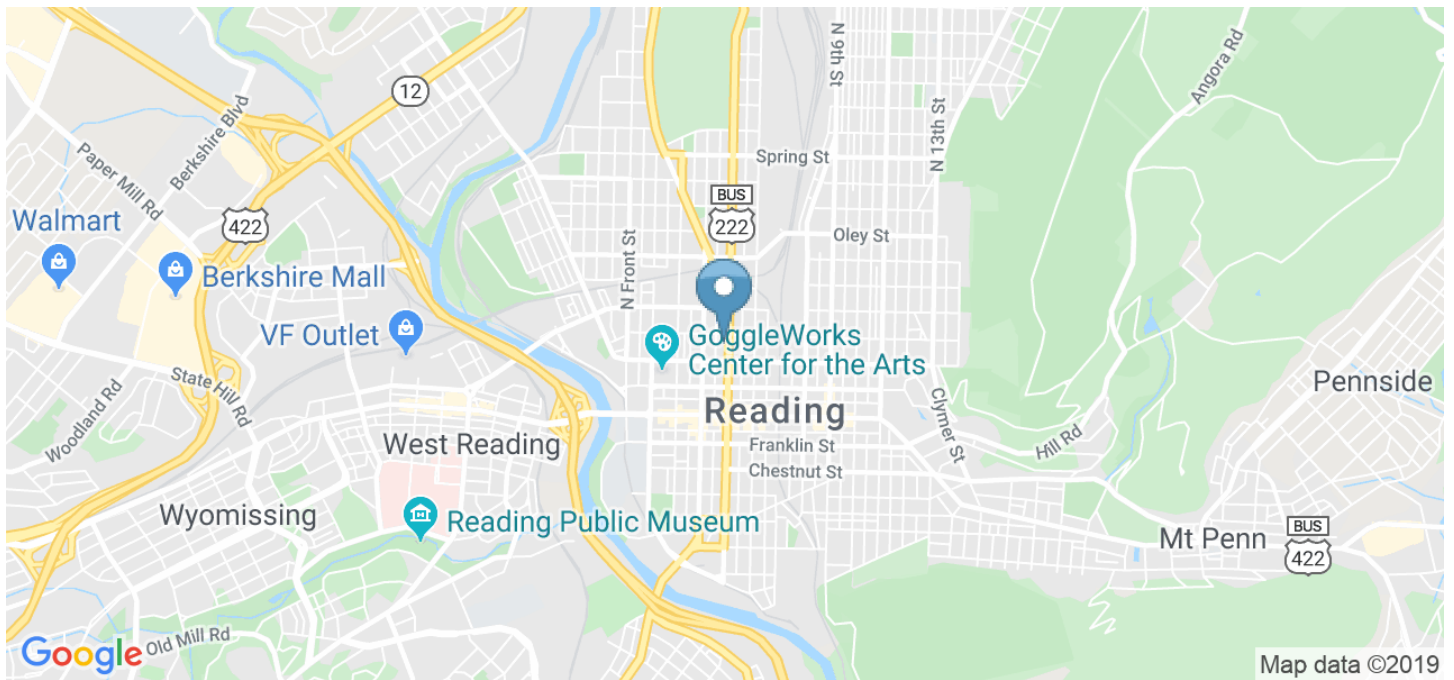 N 9th St
Angora Rd
12
Berkshire Blvd
N 13th St
Paper Mill Rd
Spring St
BUS
222
Walmart
422
Oley St
Berkshire Mall
N Front St
VF Outlet
GoggleWorks
Center for the Arts
State Hill Rd
Woodland Rd
Pennside
Reading
Clymer St
West Reading
Franklin St
Hill Rd
Chestnut St
Wyomissing
Reading Public Museum
Mt Penn
BUS
422
Old Mill Rd
Google
Map data ©2019